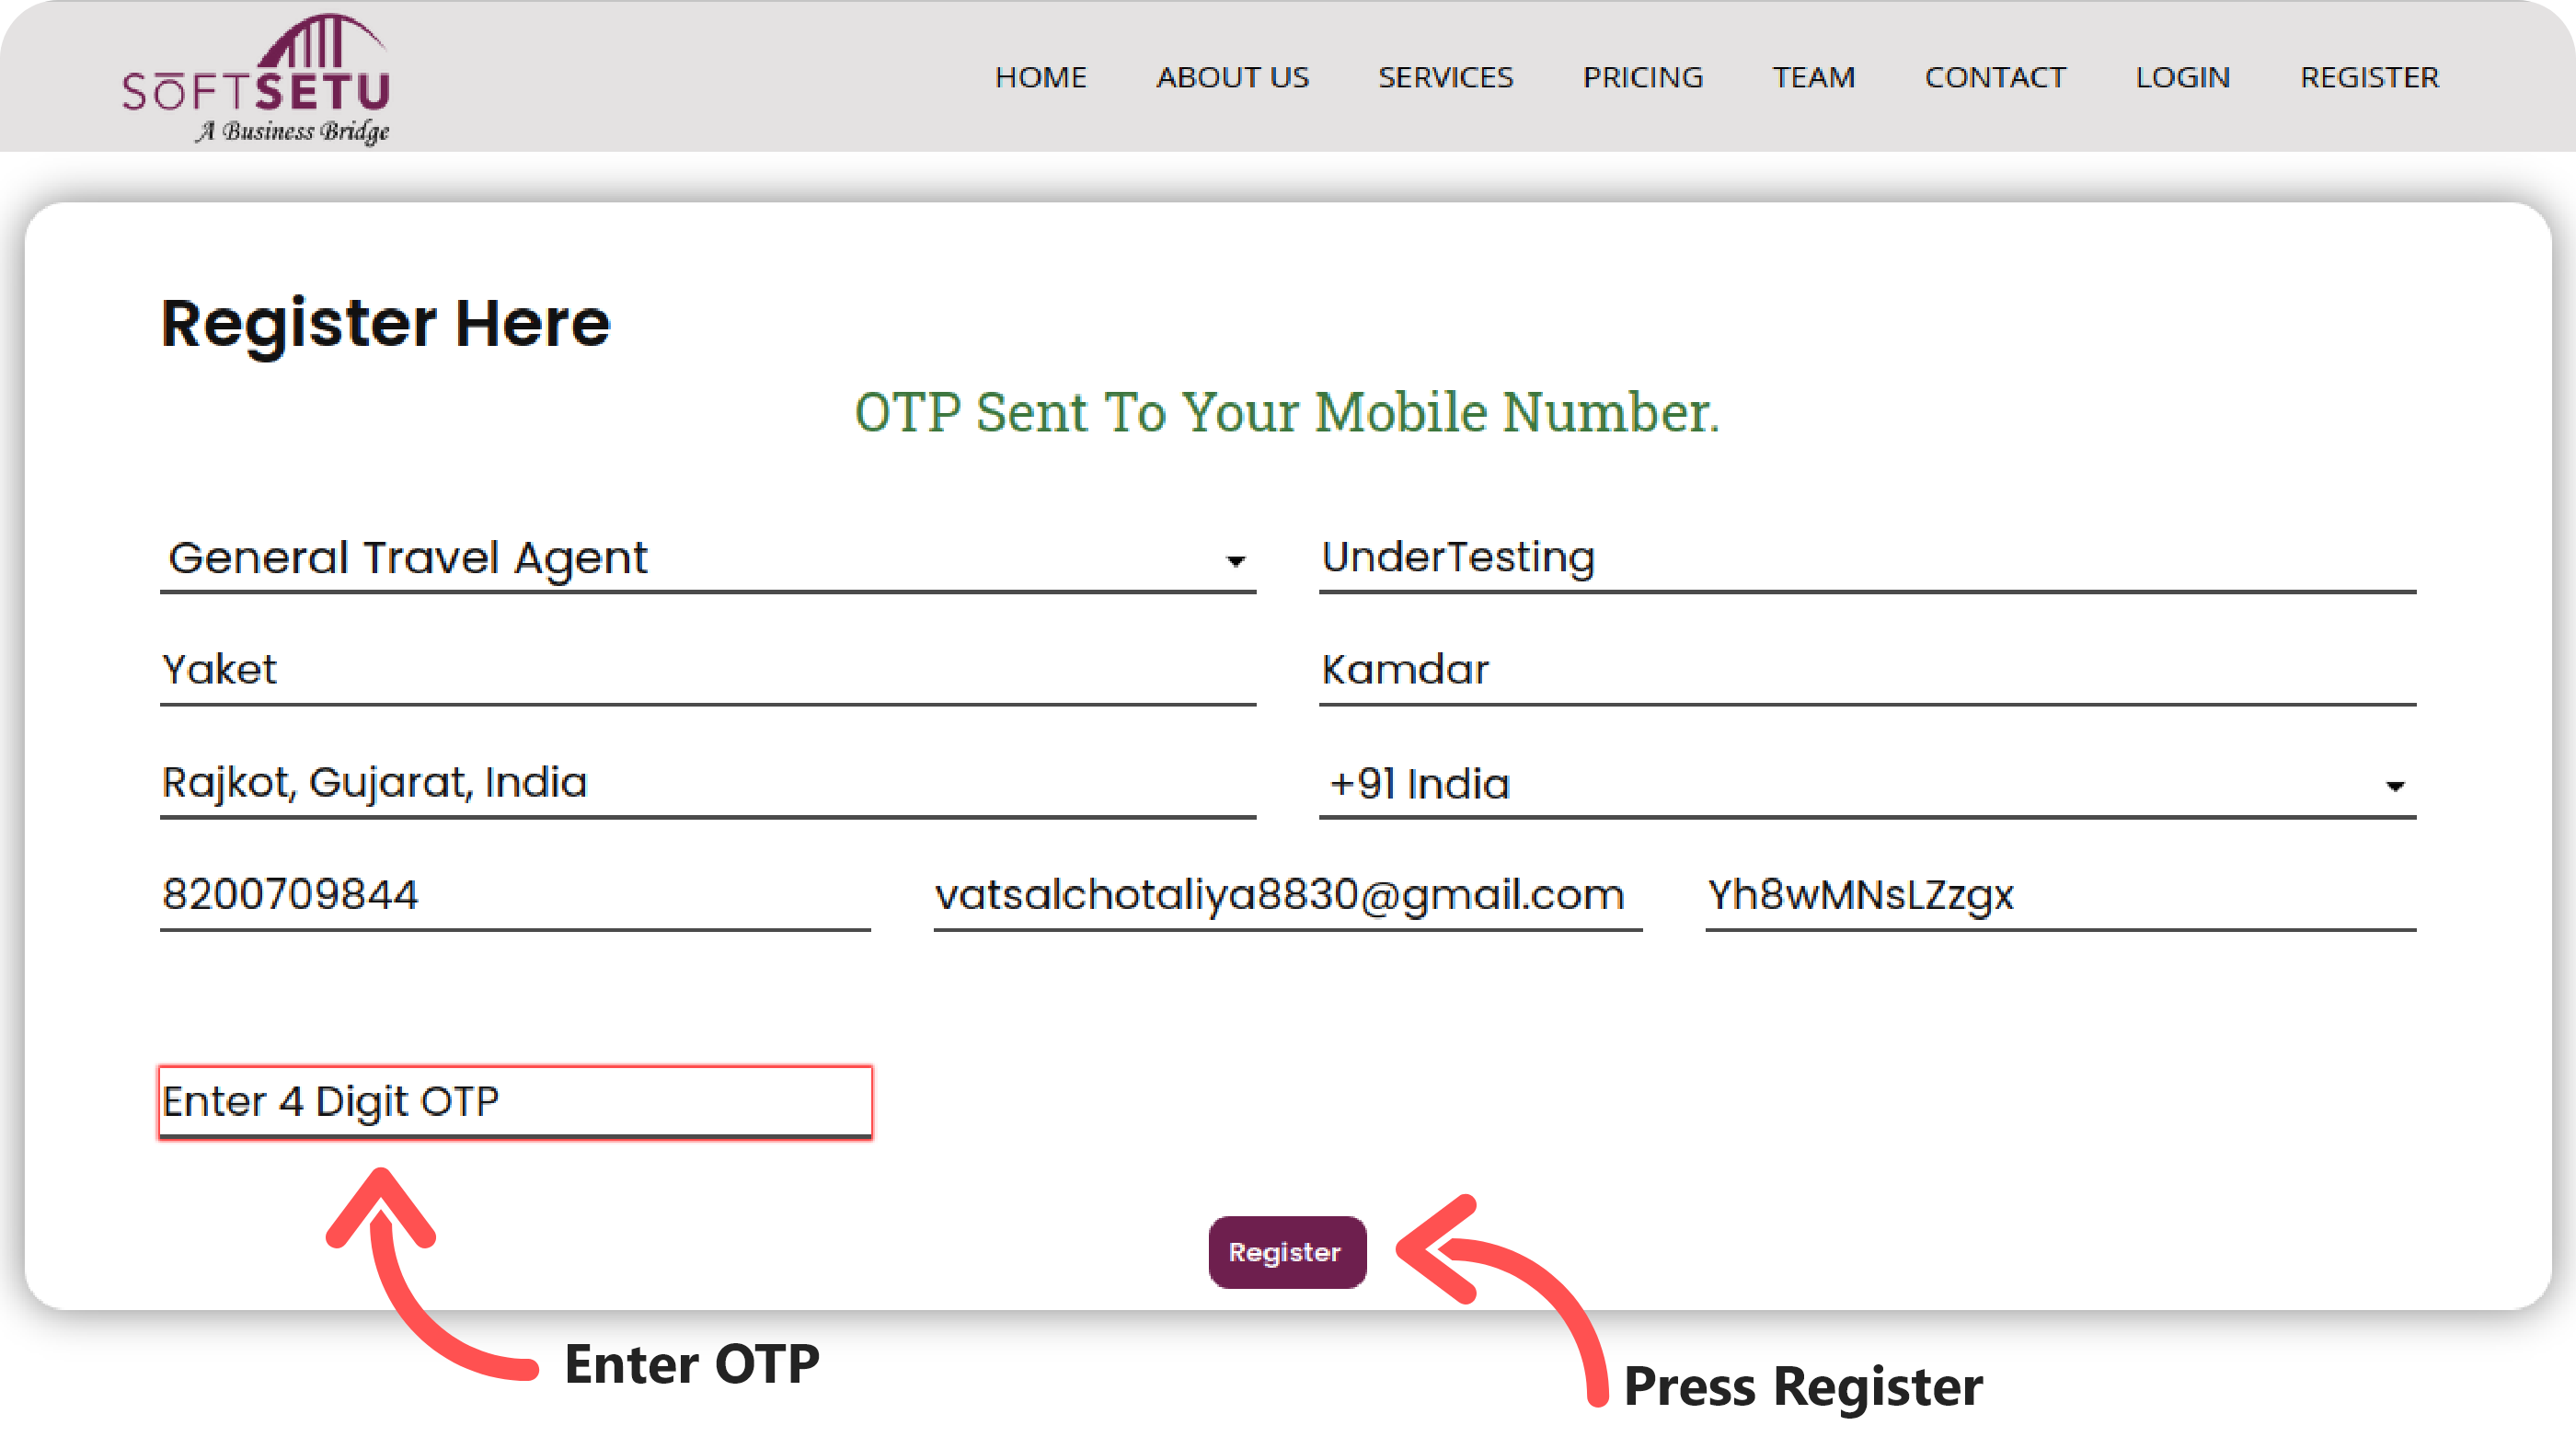 SŌFTSETU
A Business Bridge
HOME ABOUT US SERVICES PRICING TEAM CONTACT LOGIN REGISTER
Register Here
OTP Sent To Your Mobile Number.
General Travel Agent UnderTesting
Yaket Kamdar
Rajkot, Gujarat, India +91 India
8200709844 vatsalchotaliya8830@gmail.com Yh8wMNsLZzgx
Enter 4 Digit OTP
Register
Enter OTP
Press Register